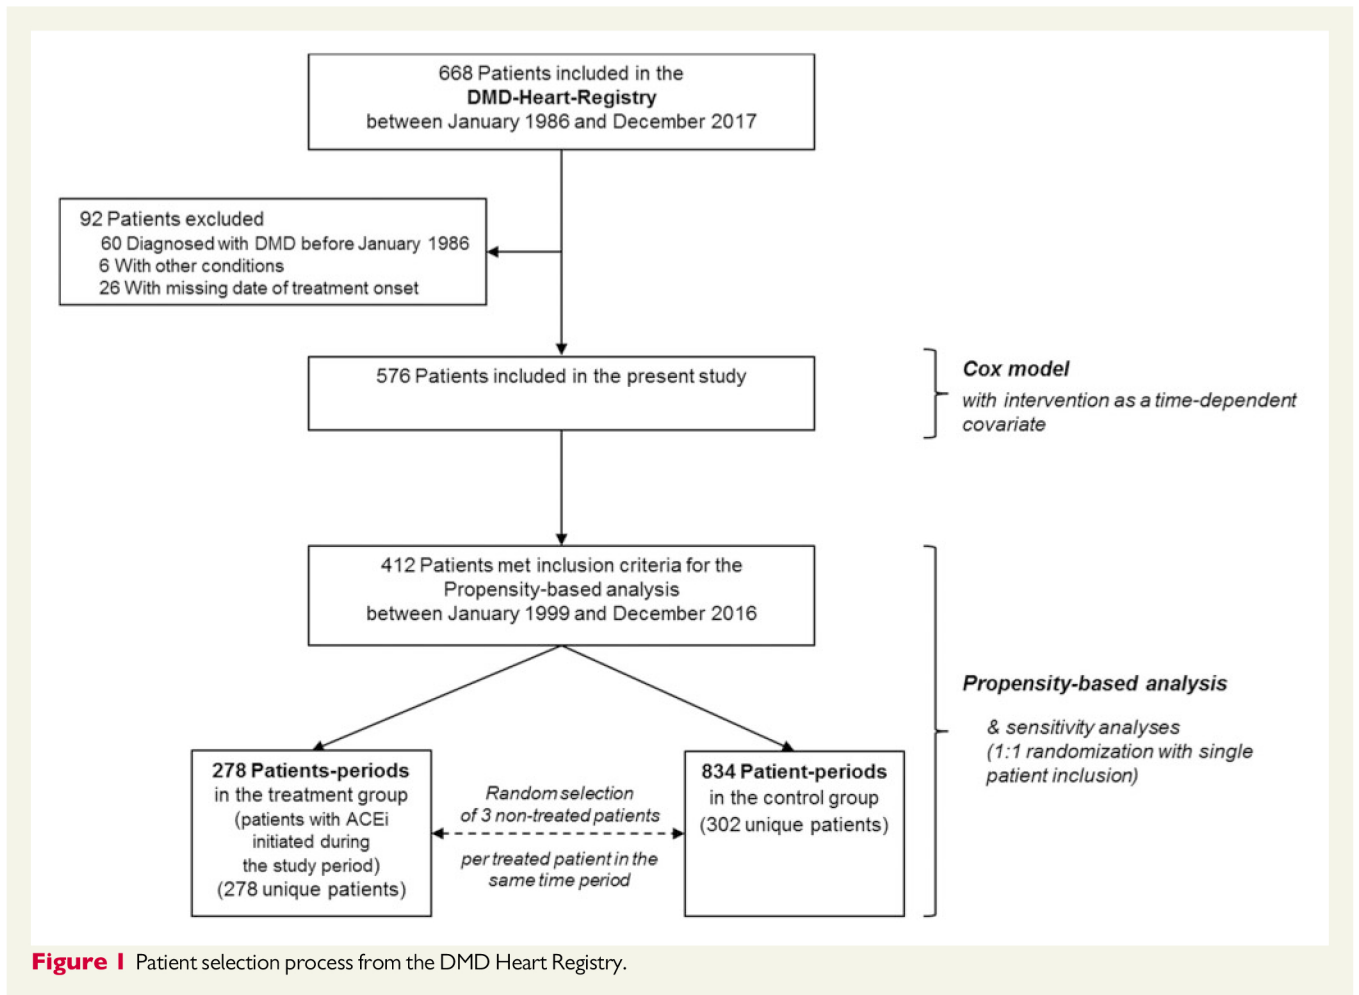 668 Patients included in the
DMD-Heart-Registry
between January 1986 and December 2017
92 Patients excluded
60 Diagnosed with DMD before January 1986
6 With other conditions
26 With missing date of treatment onset
576 Patients included in the present study
Cox model
with intervention as a time-dependent
covariate
412 Patients met inclusion criteria for the
Propensity-based analysis
between January 1999 and December 2016
Propensity-based analysis
& sensitivity analyses
(1:1 randomization with single
patient inclusion)
278 Patients-periods
in the treatment group
(patients with ACEi
initiated during
the study period)
(278 unique patients)
Random selection
of 3 non-treated patients
per treated patient in the
same time period
834 Patient-periods
in the control group
(302 unique patients)
Figure 1 Patient selection process from the DMD Heart Registry.